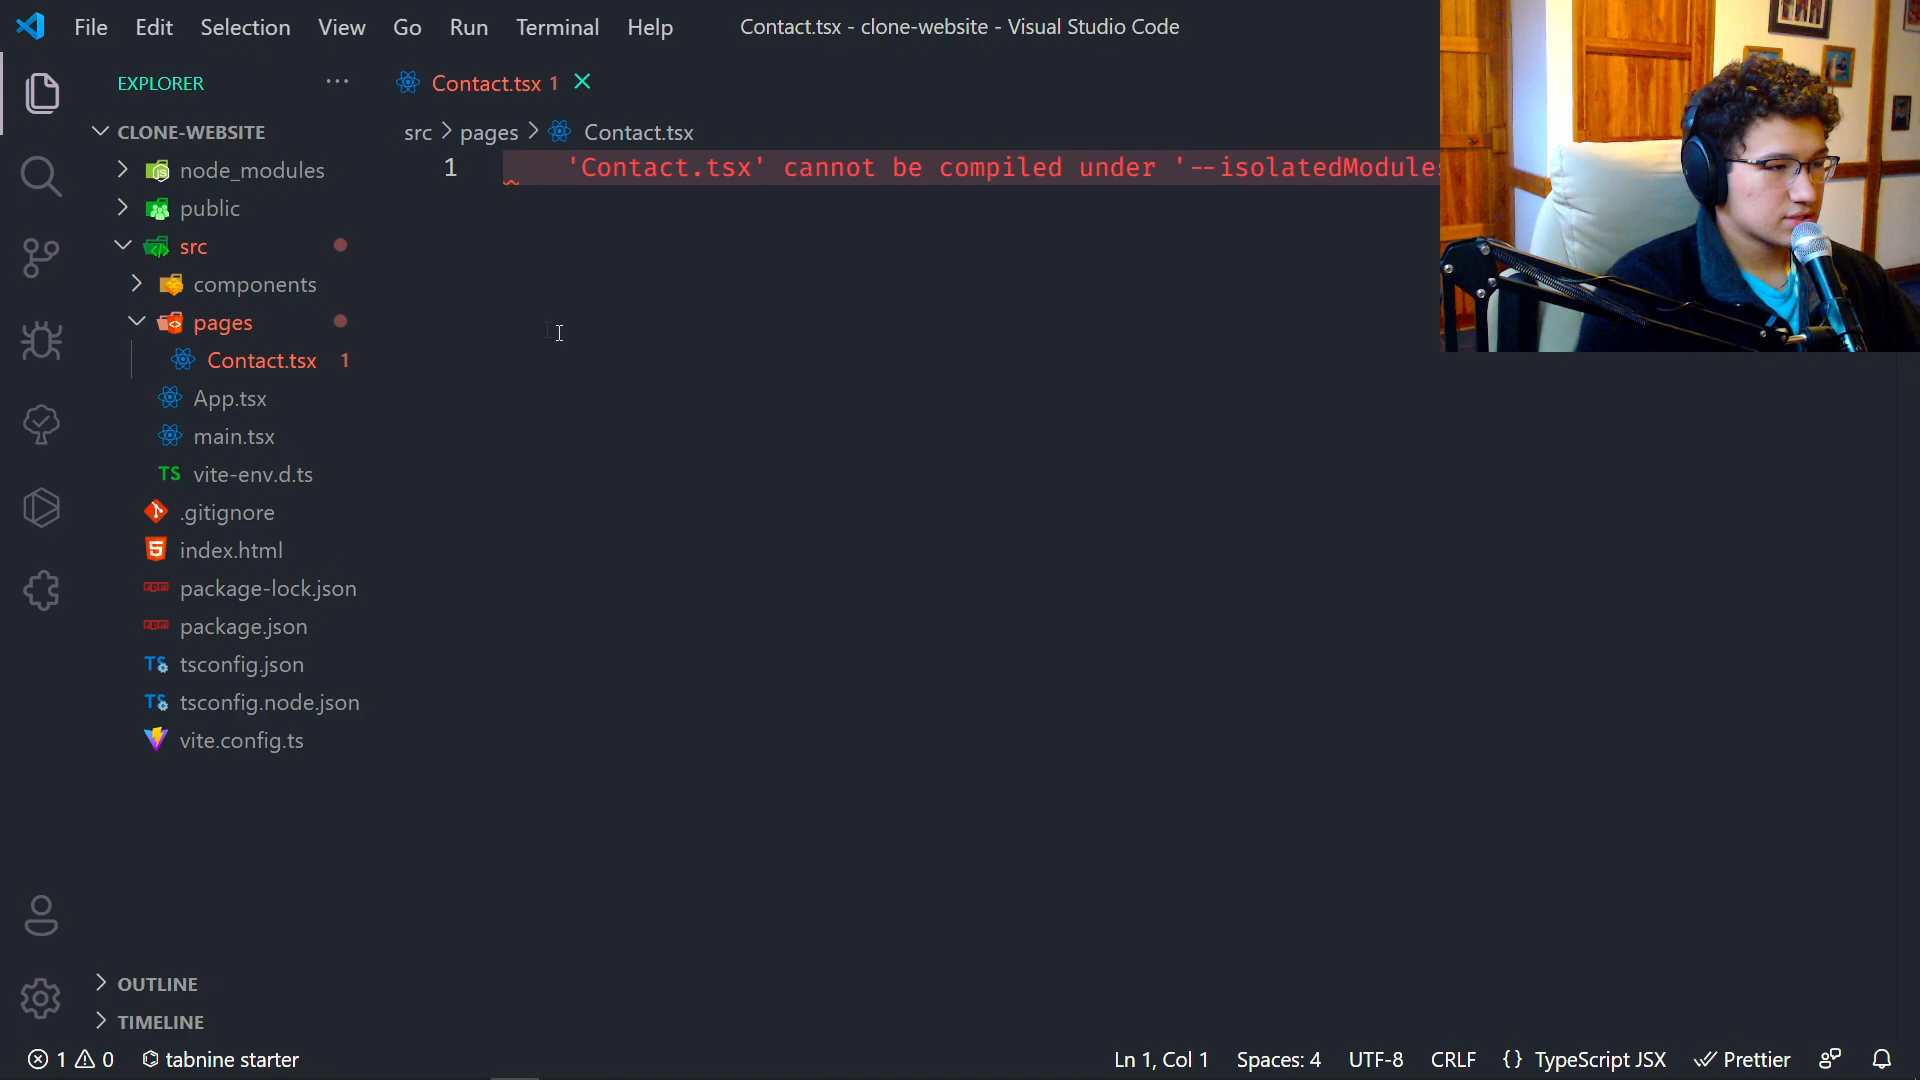 File Edit Selection View Go Run Terminal Help
Contact.tsx - clone-website - Visual Studio Code
EXPLORER
Contact.tsx 1
CLONE-WEBSITE
src > pages > Contact.tsx
1 'Contact.tsx' cannot be compiled under '--isolatedModules
node_modules
public
src
components
pages
Contact.tsx 1
App.tsx
main.tsx
TS vite-env.d.ts
.gitignore
index.html
package-lock.json
package.json
TS tsconfig.json
TS tsconfig.node.json
vite.config.ts
OUTLINE
TIMELINE
1 0 tabnine starter
Ln 1, Col 1 Spaces: 4 UTF-8 CRLF {} TypeScript JSX Prettier